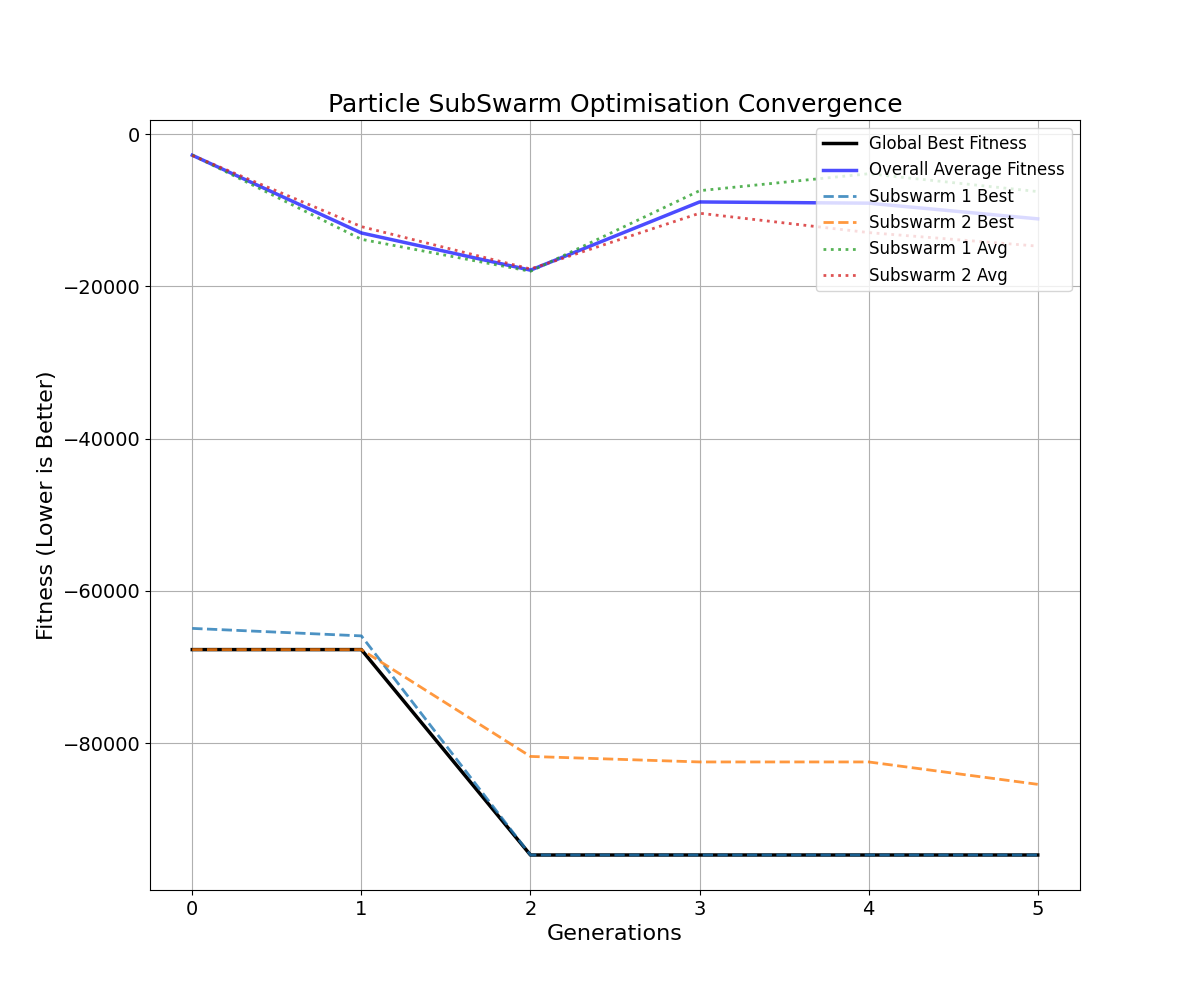 Particle SubSwarm Optimisation Convergence
Global Best Fitness
Overall Average Fitness
Subswarm 1 Best
Subswarm 2 Best
Subswarm 1 Avg
Subswarm 2 Avg
Fitness (Lower is Better)
0
−20000
−40000
−60000
−80000
0 1 2 3 4 5
Generations